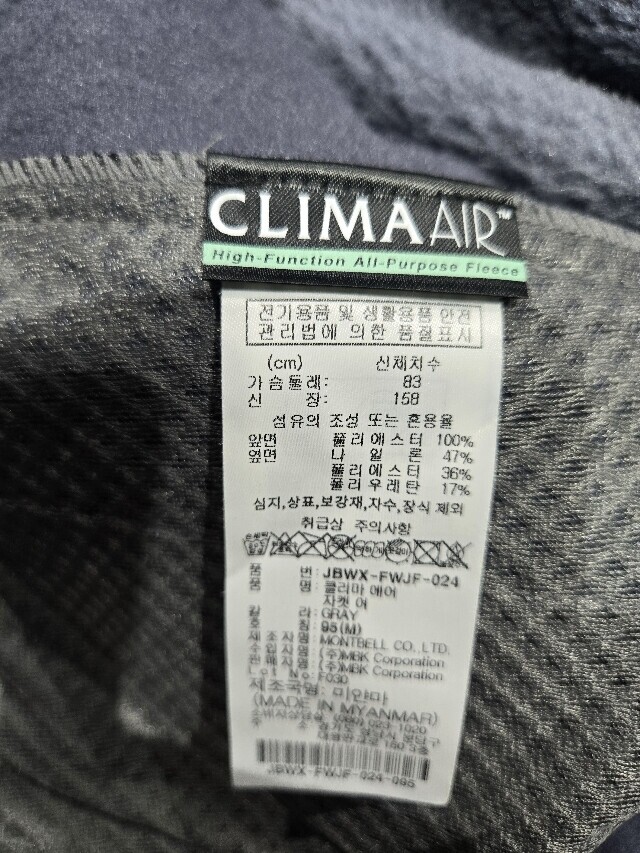 CLIMAAIR™
High-Function All-Purpose Fleece
전기용품 및 생활용품 안전
관리법에 의한 품질표시
(cm) 신체치수
가슴둘레: 83
신 장: 158
섬유의 조성 또는 혼용율
앞면 폴리에스터 100%
옆면 나 일 론 47%
폴리에스터 36%
폴리우레탄 17%
심지,상표,보강재,자수,장식 제외
취급상 주의사항
품 번: JBWX-FWJF-024
품 명: 클리마 에어
자켓 여
칼 라: GRAY
호 칭: 95(M)
제조자명: MONTBELL CO.,LTD.
수입자명: (주)MBK Corporation
판매자명: (주)MBK Corporation
Lot No: F030
제조국명: 미얀마
(MADE IN MYANMAR)
JBWX-FWJF-024-095